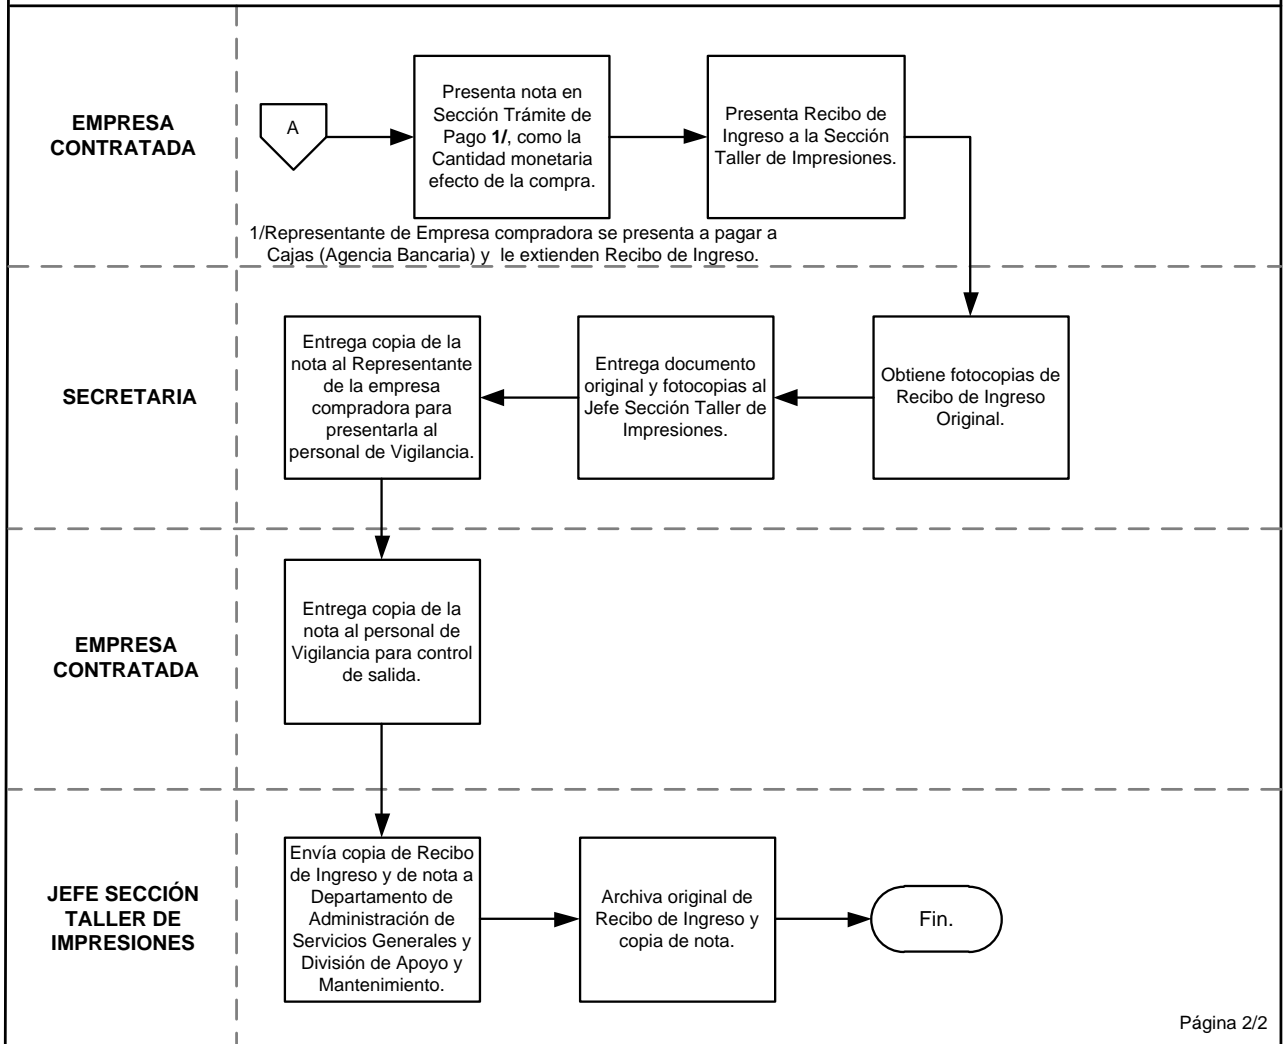 EMPRESA
CONTRATADA
A
Presenta nota en
Sección Trámite de
Pago 1/, como la
Cantidad monetaria
efecto de la compra.
Presenta Recibo de
Ingreso a la Sección
Taller de Impresiones.
1/Representante de Empresa compradora se presenta a pagar a
Cajas (Agencia Bancaria) y le extienden Recibo de Ingreso.
SECRETARIA
Entrega copia de la
nota al Representante
de la empresa
compradora para
presentarla al
personal de Vigilancia.
Entrega documento
original y fotocopias al
Jefe Sección Taller de
Impresiones.
Obtiene fotocopias de
Recibo de Ingreso
Original.
EMPRESA
CONTRATADA
Entrega copia de la
nota al personal de
Vigilancia para control
de salida.
JEFE SECCIÓN
TALLER DE
IMPRESIONES
Envía copia de Recibo
de Ingreso y de nota a
Departamento de
Administración de
Servicios Generales y
División de Apoyo y
Mantenimiento.
Archiva original de
Recibo de Ingreso y
copia de nota.
Fin.
Página 2/2